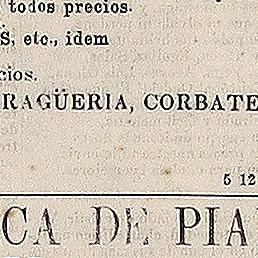 todos precios.
S, etc., idem
cios.
RAGÜERIA, CORBATE
5 12
CA DE PIA